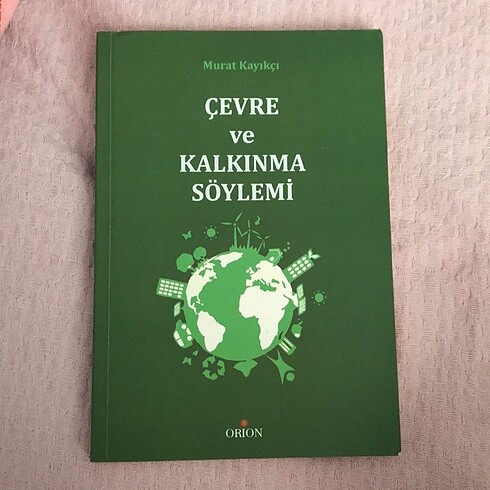 Murat Kayıkçı
ÇEVRE
ve
KALKINMA
SÖYLEMİ
ORION